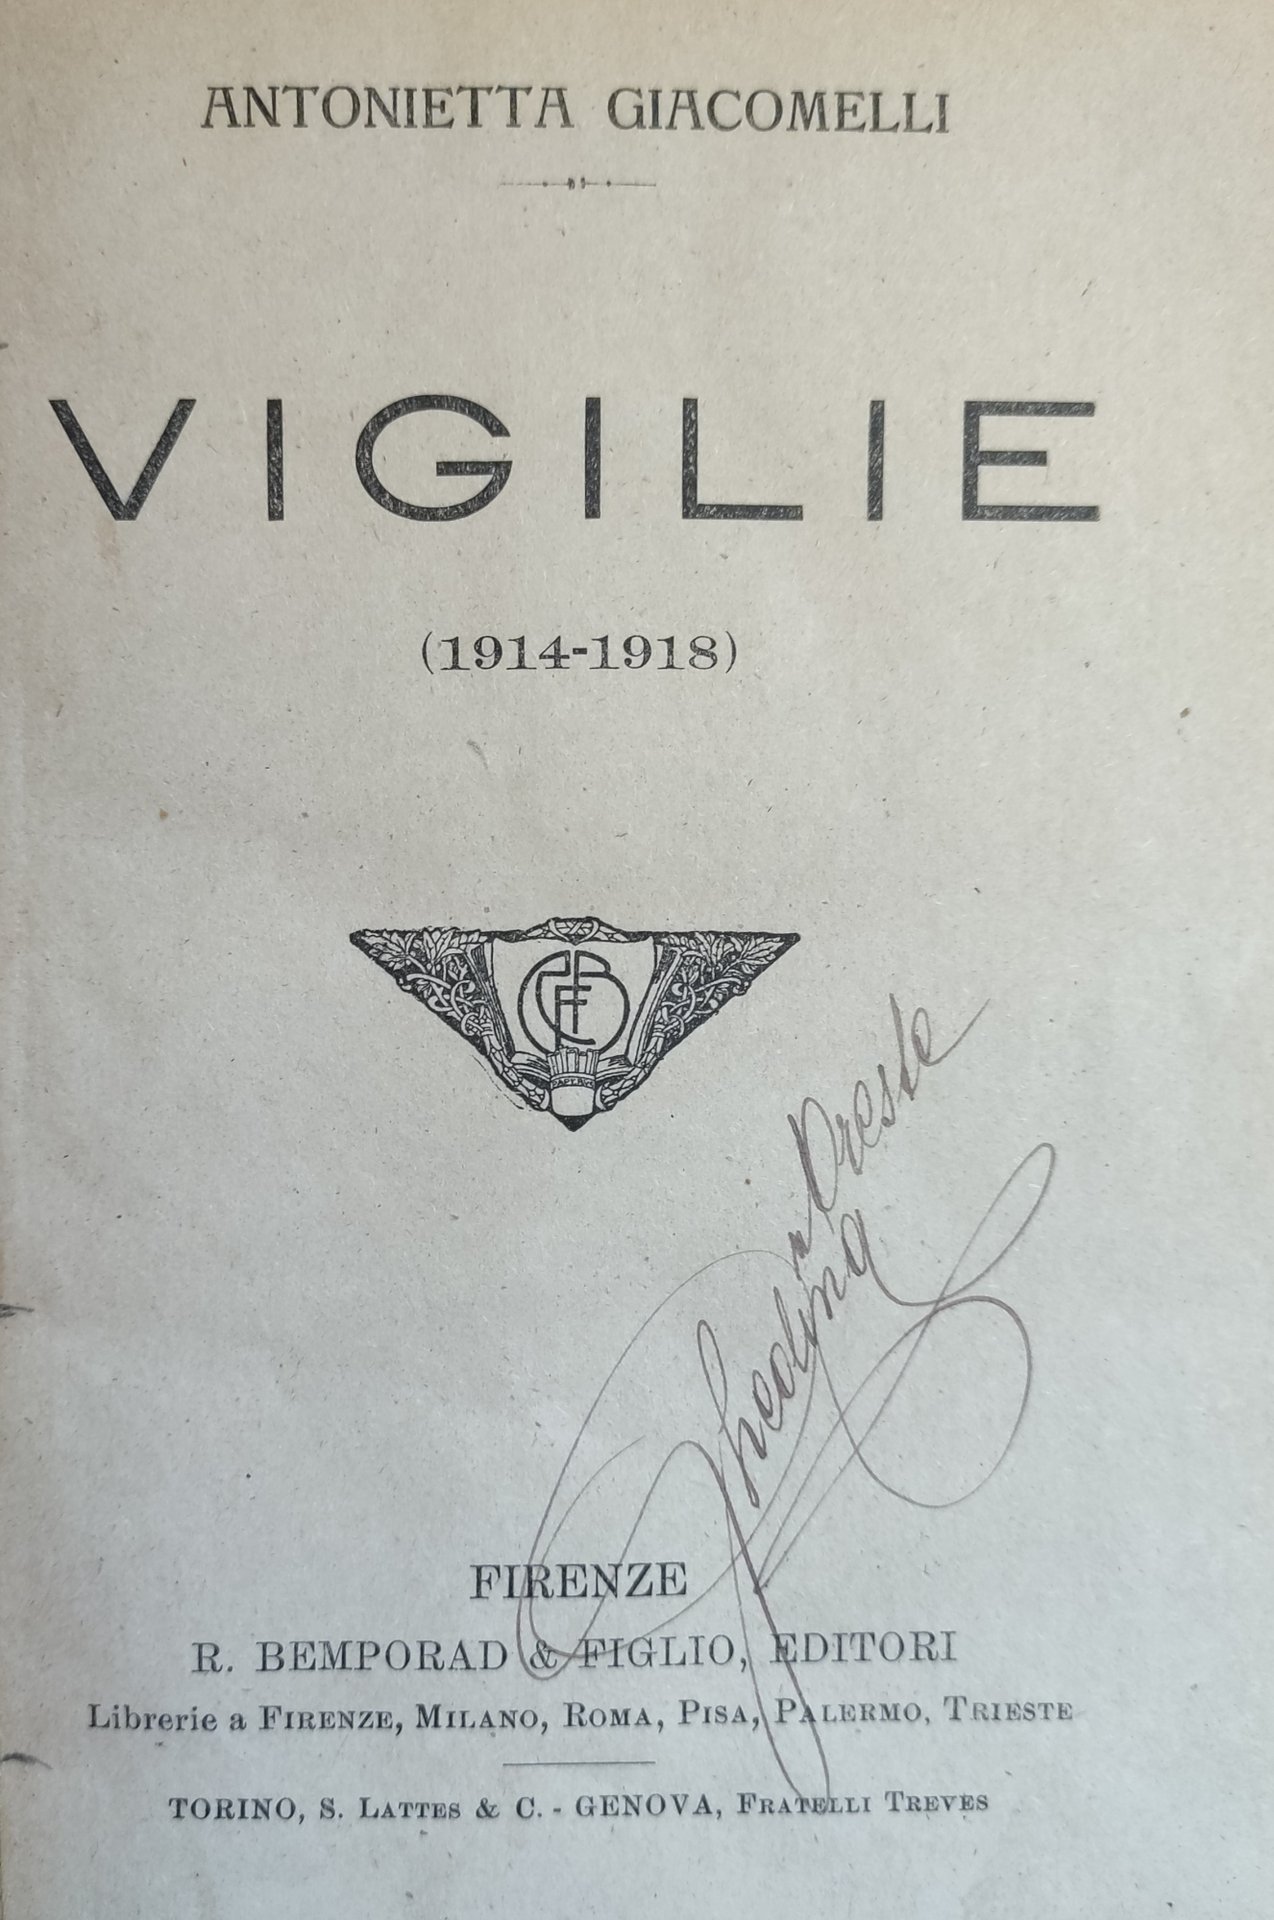 ANTONIETTA GIACOMELLI
VIGILIE
(1914-1918)
PAPYRVS
Oreste
FIRENZE
R. BEMPORAD & FIGLIO, EDITORI
Librerie a FIRENZE, MILANO, ROMA, PISA, PALERMO, TRIESTE
TORINO, S. LATTES & C. - GENOVA, FRATELLI TREVES